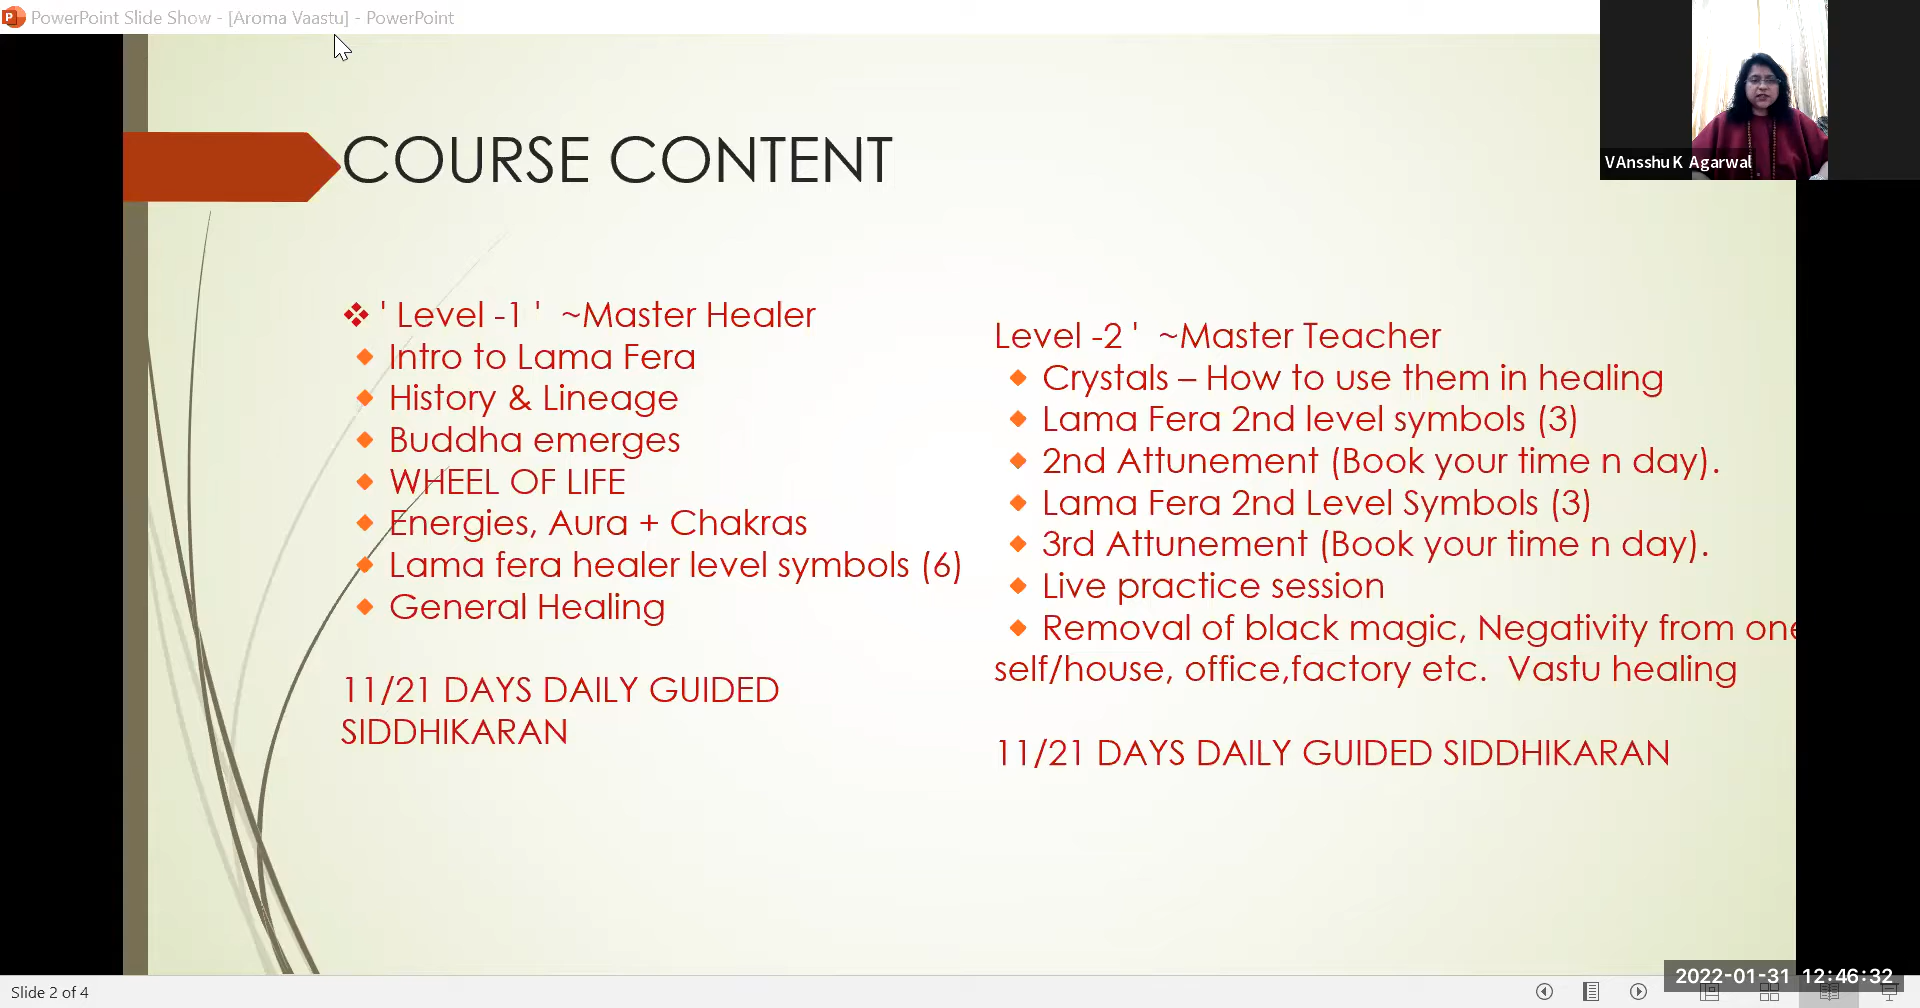 PowerPoint Slide Show - [Aroma Vaastu] - PowerPoint
VAnsshu K Agarwal
COURSE CONTENT
' Level -1 ' ~Master Healer
Intro to Lama Fera
History & Lineage
Buddha emerges
WHEEL OF LIFE
Energies, Aura + Chakras
Lama fera healer level symbols (6)
General Healing
11/21 DAYS DAILY GUIDED
SIDDHIKARAN
Level -2 ' ~Master Teacher
Crystals – How to use them in healing
Lama Fera 2nd level symbols (3)
2nd Attunement (Book your time n day).
Lama Fera 2nd Level Symbols (3)
3rd Attunement (Book your time n day).
Live practice session
Removal of black magic, Negativity from one
self/house, office,factory etc. Vastu healing
11/21 DAYS DAILY GUIDED SIDDHIKARAN
2022-01-31 12:46:32
Slide 2 of 4